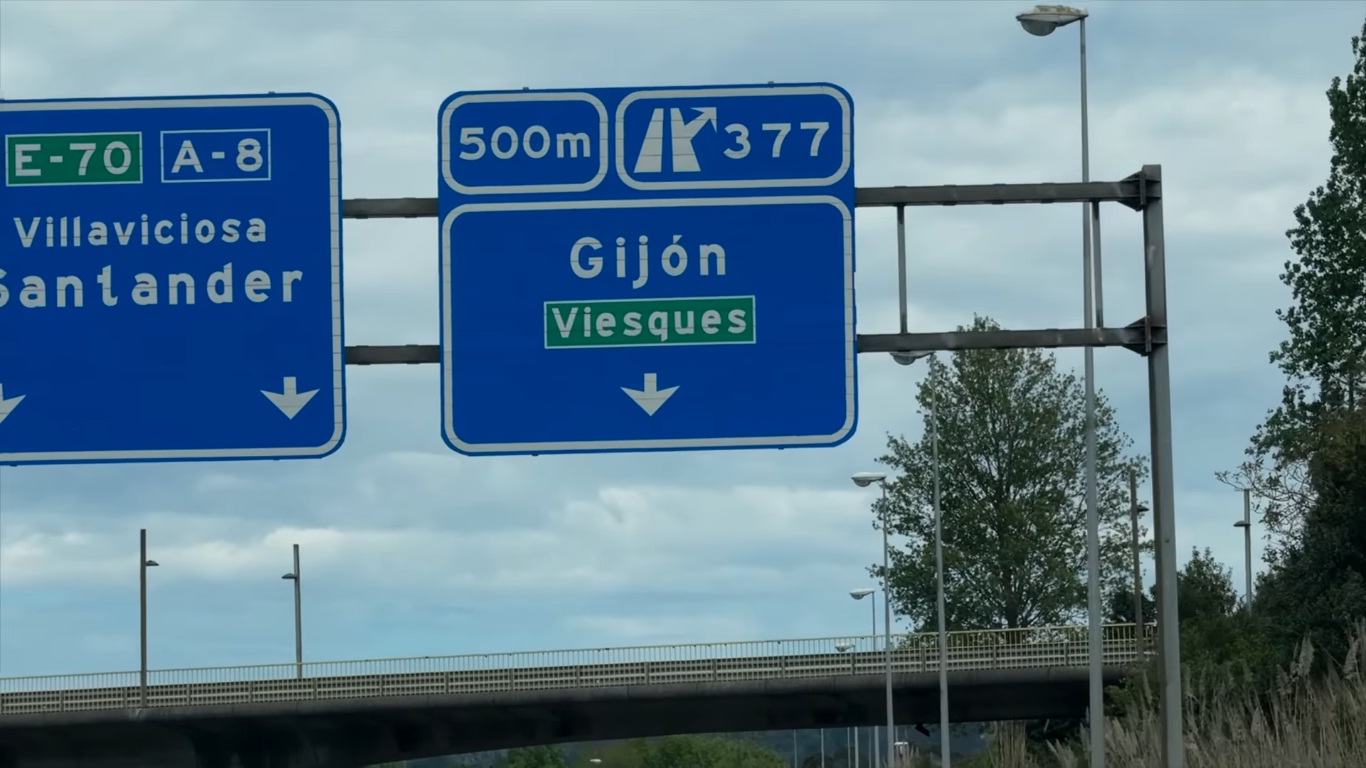 E-70 A-8
Villaviciosa
Santander
500m 377
Gijón
Viesques